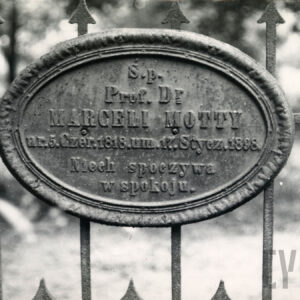 Ś.p.
Prof. Dr
MARCELI MOTTY
ur. 5. Czer. 1818. um. 17. Stycz. 1898.
Niech spoczywa
w spokoju.